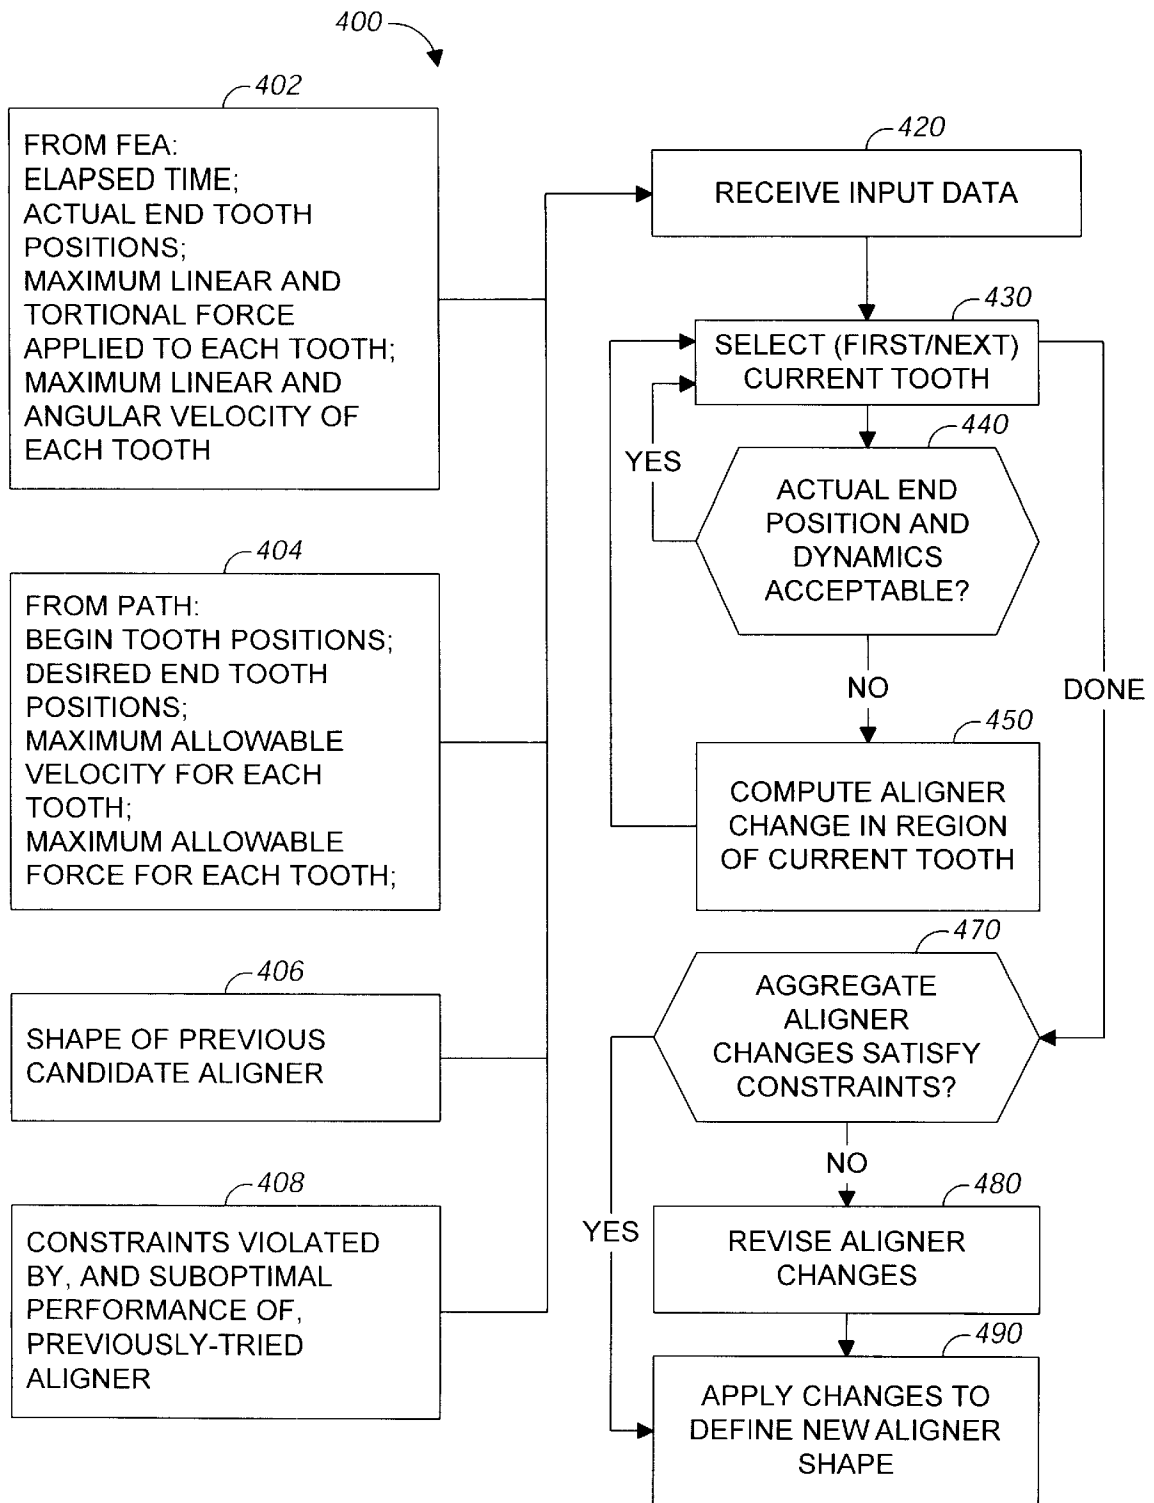 400
402
FROM FEA:
ELAPSED TIME;
ACTUAL END TOOTH
POSITIONS;
MAXIMUM LINEAR AND
TORTIONAL FORCE
APPLIED TO EACH TOOTH;
MAXIMUM LINEAR AND
ANGULAR VELOCITY OF
EACH TOOTH
404
FROM PATH:
BEGIN TOOTH POSITIONS;
DESIRED END TOOTH
POSITIONS;
MAXIMUM ALLOWABLE
VELOCITY FOR EACH
TOOTH;
MAXIMUM ALLOWABLE
FORCE FOR EACH TOOTH;
406
SHAPE OF PREVIOUS
CANDIDATE ALIGNER
408
CONSTRAINTS VIOLATED
BY, AND SUBOPTIMAL
PERFORMANCE OF,
PREVIOUSLY-TRIED
ALIGNER
420
RECEIVE INPUT DATA
430
SELECT (FIRST/NEXT)
CURRENT TOOTH
440
YES
ACTUAL END
POSITION AND
DYNAMICS
ACCEPTABLE?
NO
DONE
450
COMPUTE ALIGNER
CHANGE IN REGION
OF CURRENT TOOTH
470
AGGREGATE
ALIGNER
CHANGES SATISFY
CONSTRAINTS?
NO
YES
480
REVISE ALIGNER
CHANGES
490
APPLY CHANGES TO
DEFINE NEW ALIGNER
SHAPE